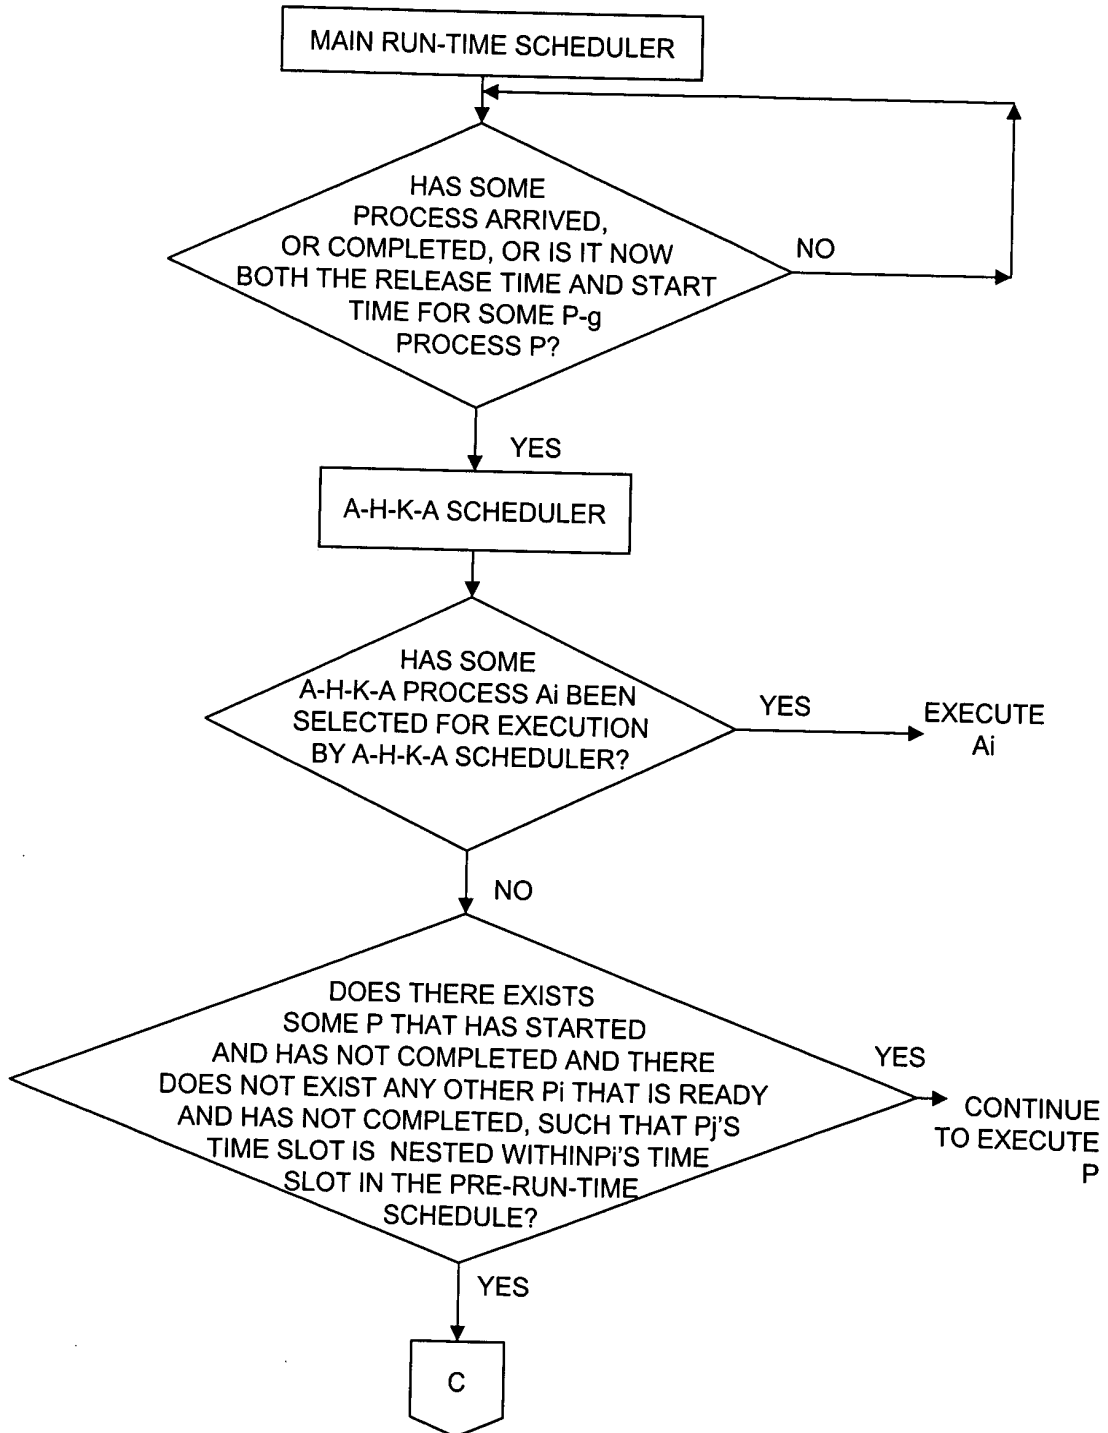 MAIN RUN-TIME SCHEDULER
HAS SOME
PROCESS ARRIVED,
OR COMPLETED, OR IS IT NOW
BOTH THE RELEASE TIME AND START
TIME FOR SOME P-g
PROCESS P?
NO
YES
A-H-K-A SCHEDULER
HAS SOME
A-H-K-A PROCESS Ai BEEN
SELECTED FOR EXECUTION
BY A-H-K-A SCHEDULER?
YES
EXECUTE
Ai
NO
DOES THERE EXISTS
SOME P THAT HAS STARTED
AND HAS NOT COMPLETED AND THERE
DOES NOT EXIST ANY OTHER Pi THAT IS READY
AND HAS NOT COMPLETED, SUCH THAT Pj'S
TIME SLOT IS NESTED WITHINPi'S TIME
SLOT IN THE PRE-RUN-TIME
SCHEDULE?
YES
CONTINUE
TO EXECUTE
P
YES
C